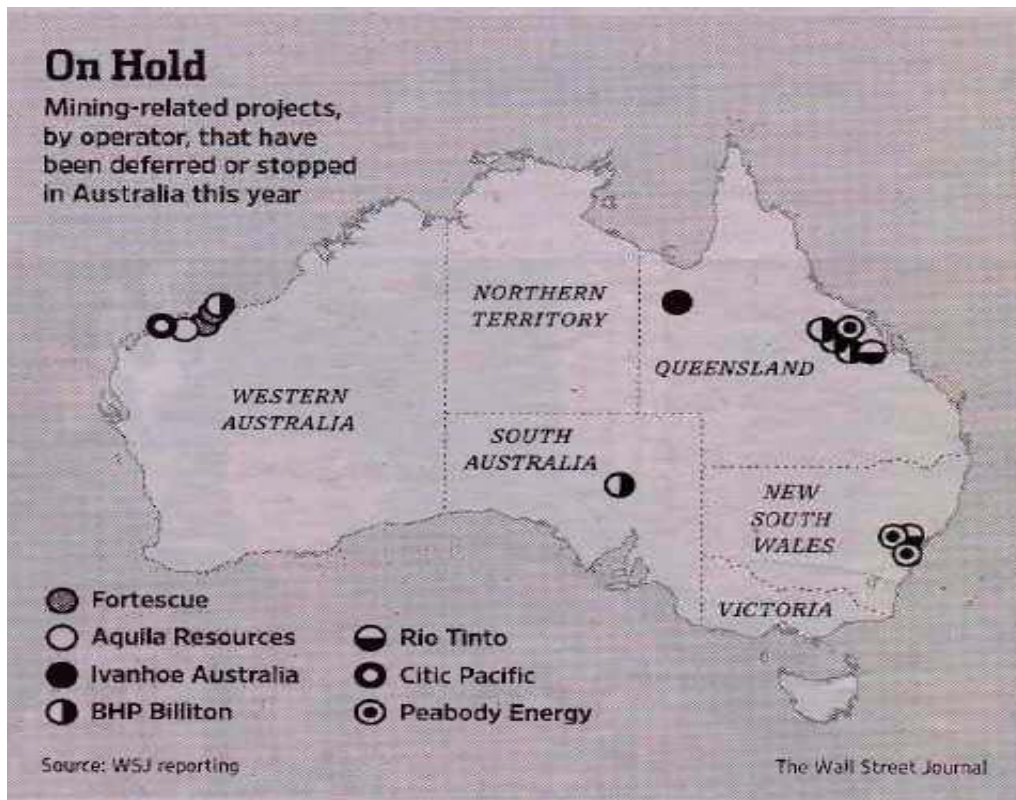 On Hold
Mining-related projects,
by operator, that have
been deferred or stopped
in Australia this year
NORTHERN
TERRITORY
QUEENSLAND
WESTERN
AUSTRALIA
SOUTH
AUSTRALIA
NEW
SOUTH
WALES
VICTORIA
Fortescue
Aquila Resources
Ivanhoe Australia
BHP Billiton
Rio Tinto
Citic Pacific
Peabody Energy
Source: WSJ reporting
The Wall Street Journal